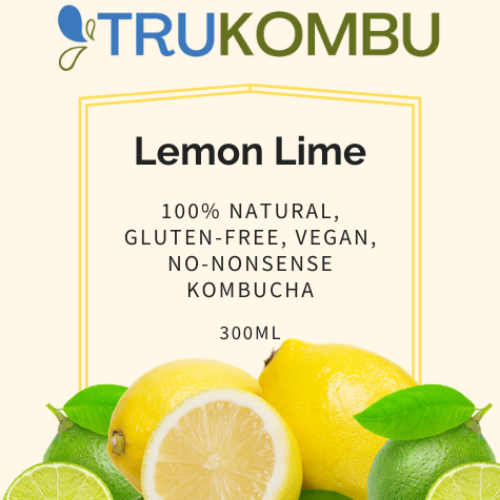 TRUKOMBU
Lemon Lime
100% NATURAL,
GLUTEN-FREE, VEGAN,
NO-NONSENSE
KOMBUCHA
300ML